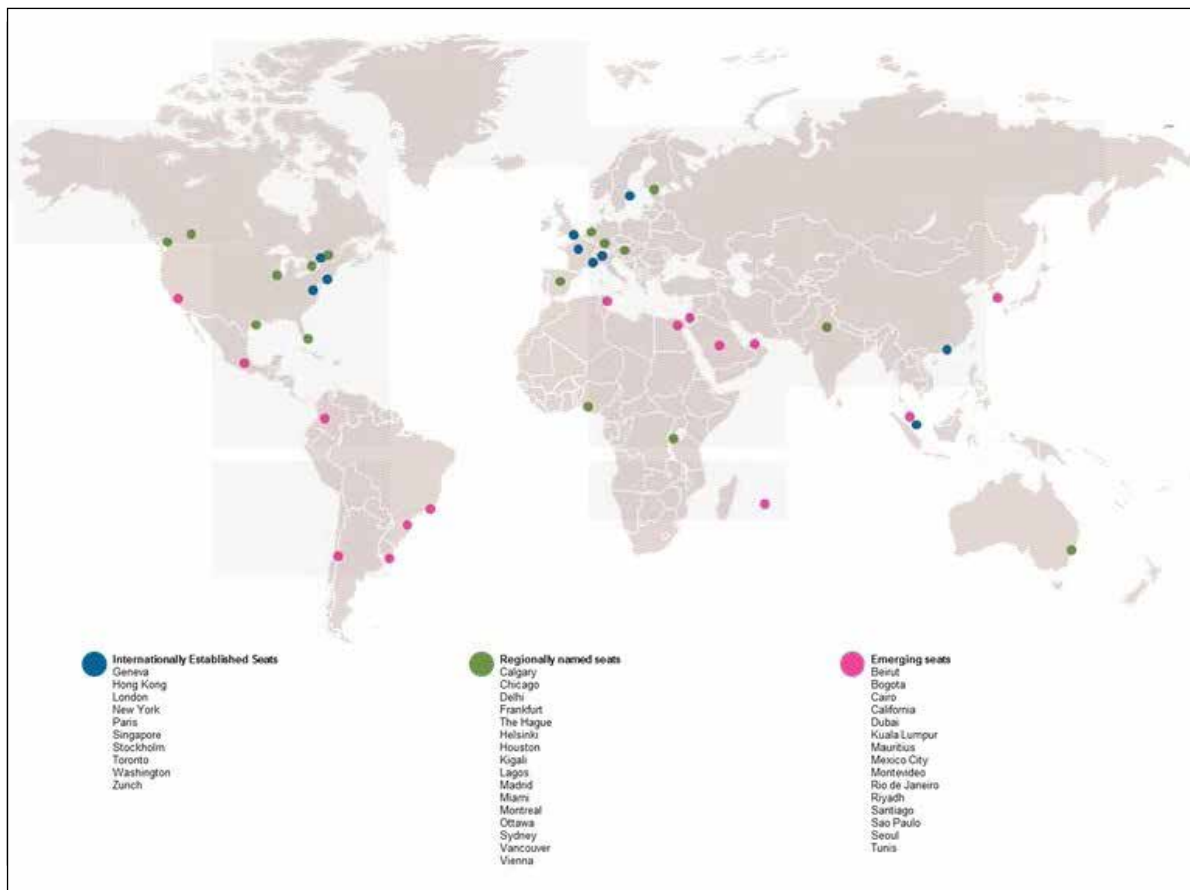 Internationally Established Seats
Geneva
Hong Kong
London
New York
Paris
Singapore
Stockholm
Toronto
Washington
Zurich
Regionally named seats
Calgary
Chicago
Delhi
Frankfurt
The Hague
Helsinki
Houston
Kigali
Lagos
Madrid
Miami
Montreal
Ottawa
Sydney
Vancouver
Vienna
Emerging seats
Beirut
Bogota
Cairo
California
Dubai
Kuala Lumpur
Mauritius
Mexico City
Montevideo
Rio de Janeiro
Riyadh
Santiago
Sao Paulo
Seoul
Tunis